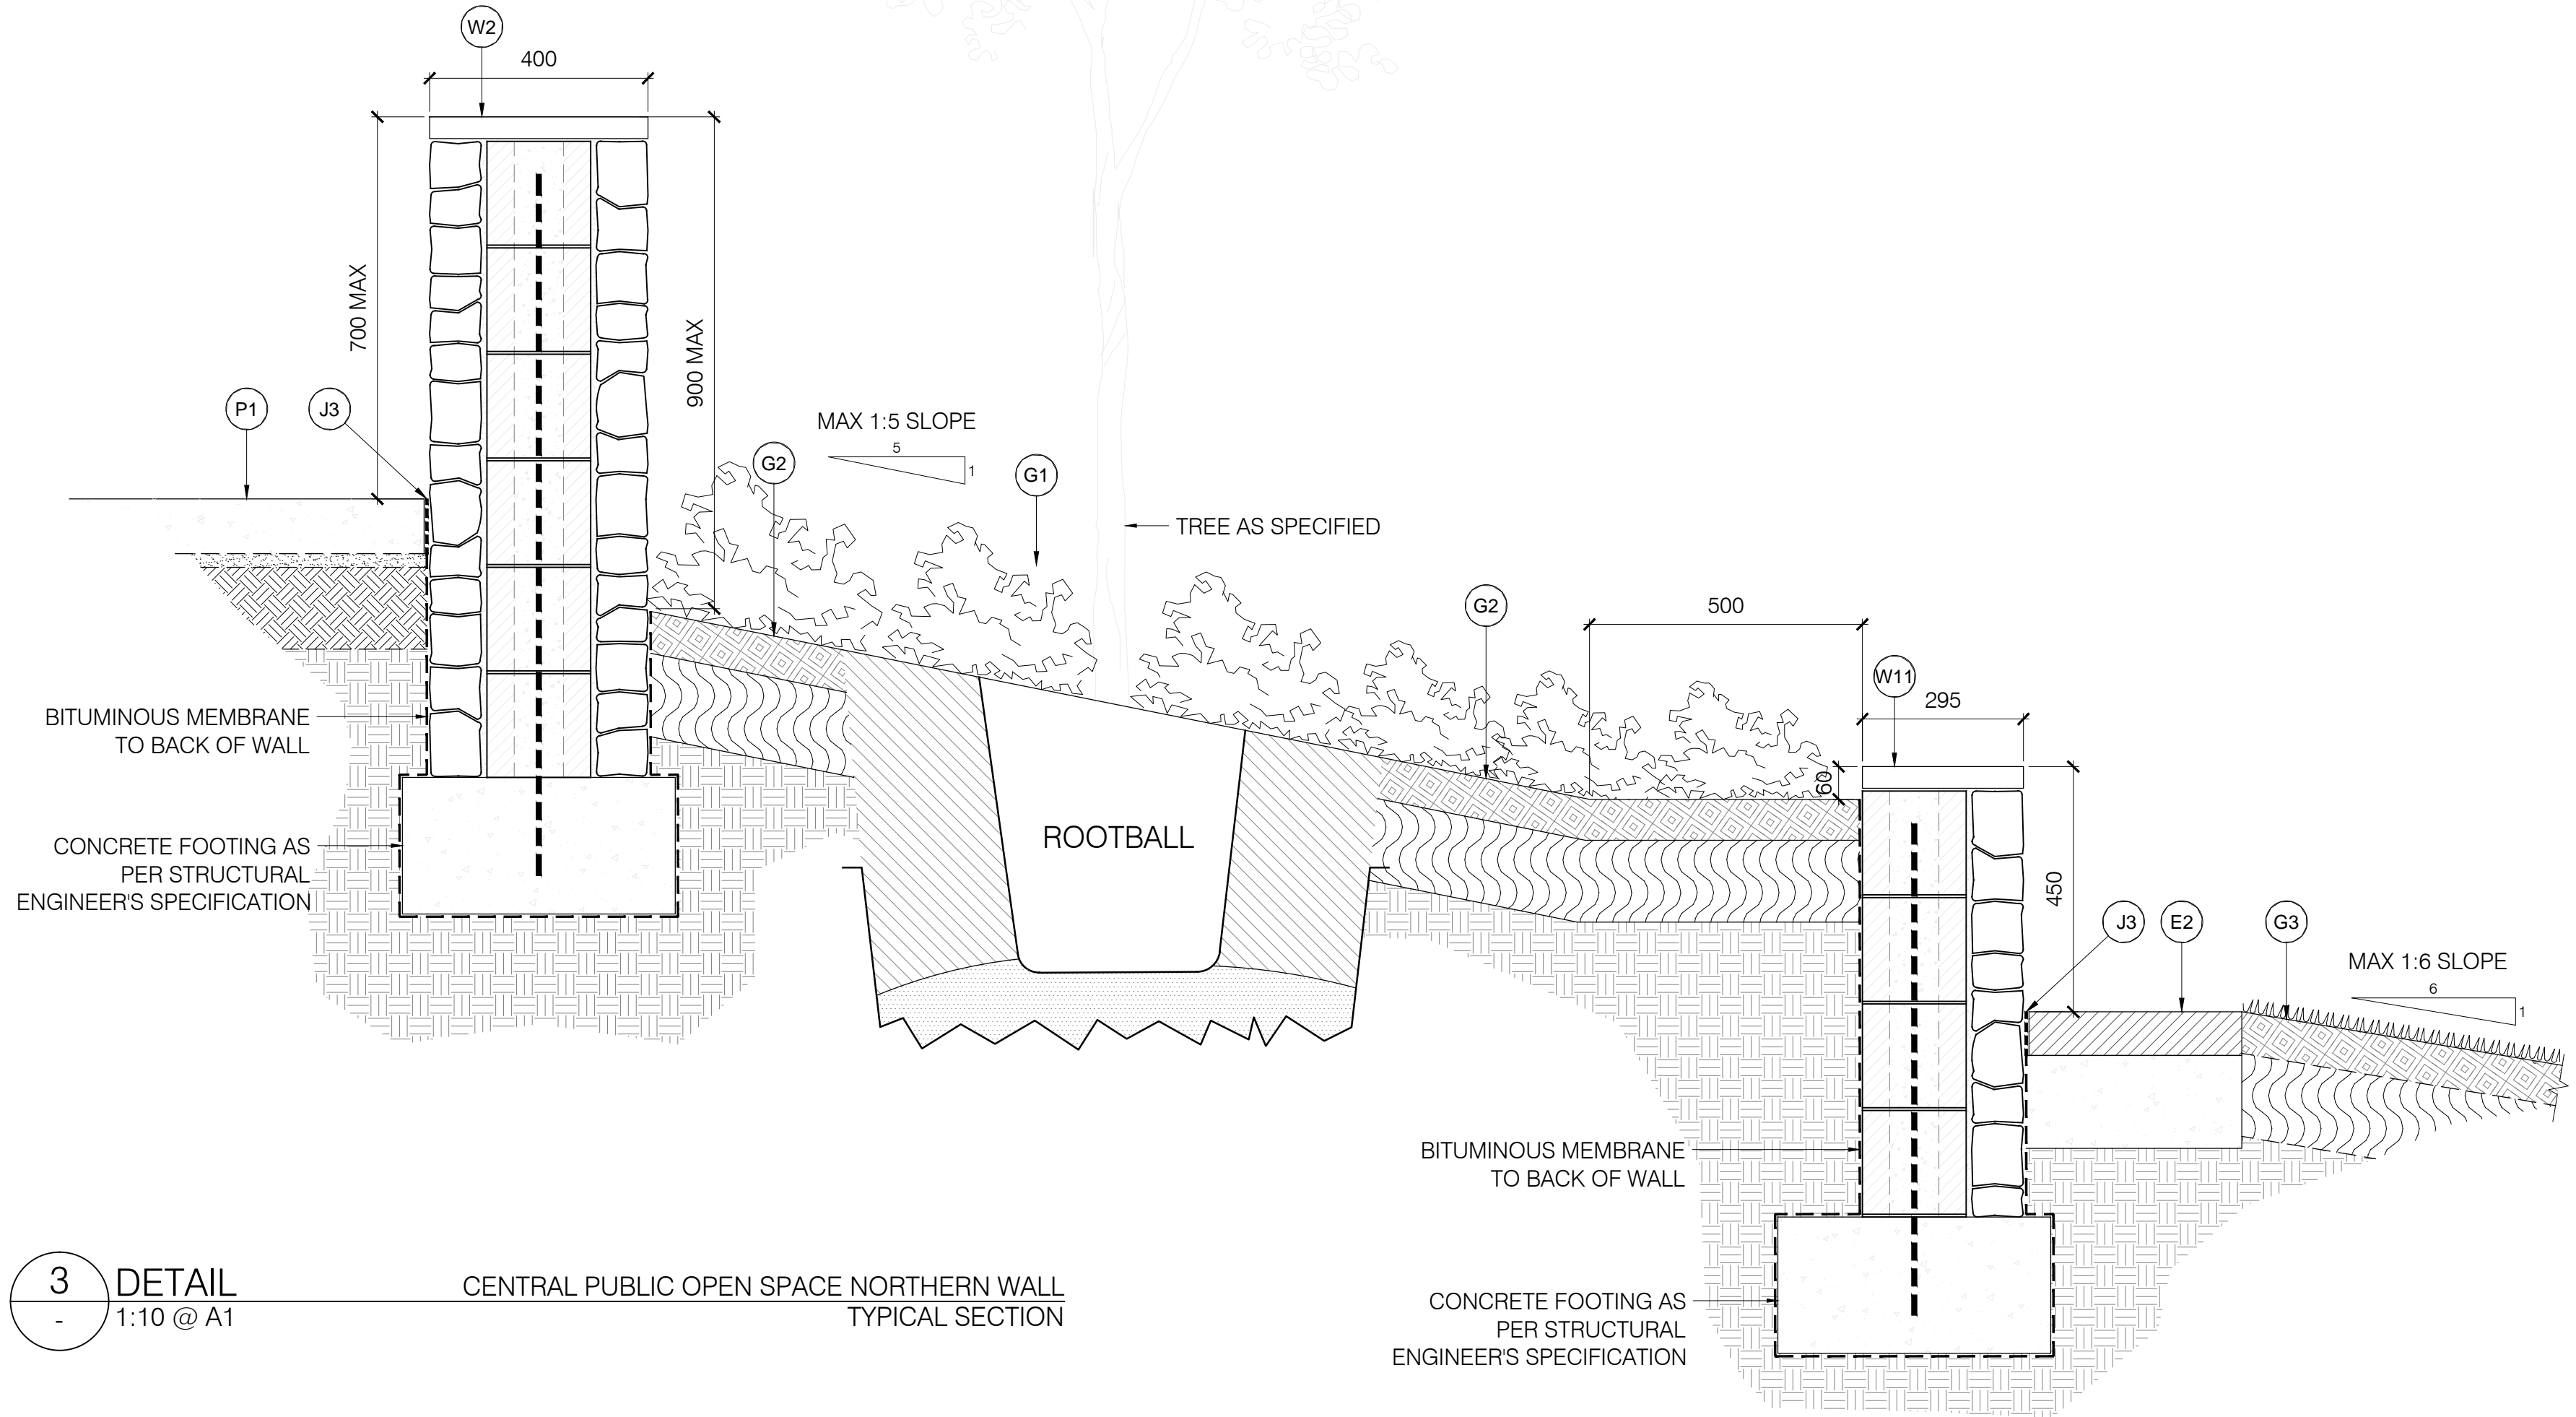 W2
400
700 MAX
900 MAX
P1
J3
G2
MAX 1:5 SLOPE
5
1
G1
TREE AS SPECIFIED
G2
500
W11
295
60
450
BITUMINOUS MEMBRANE
TO BACK OF WALL
CONCRETE FOOTING AS
PER STRUCTURAL
ENGINEER'S SPECIFICATION
ROOTBALL
J3
E2
G3
MAX 1:6 SLOPE
6
1
BITUMINOUS MEMBRANE
TO BACK OF WALL
CONCRETE FOOTING AS
PER STRUCTURAL
ENGINEER'S SPECIFICATION
3
-
DETAIL
1:10 @ A1
CENTRAL PUBLIC OPEN SPACE NORTHERN WALL
TYPICAL SECTION